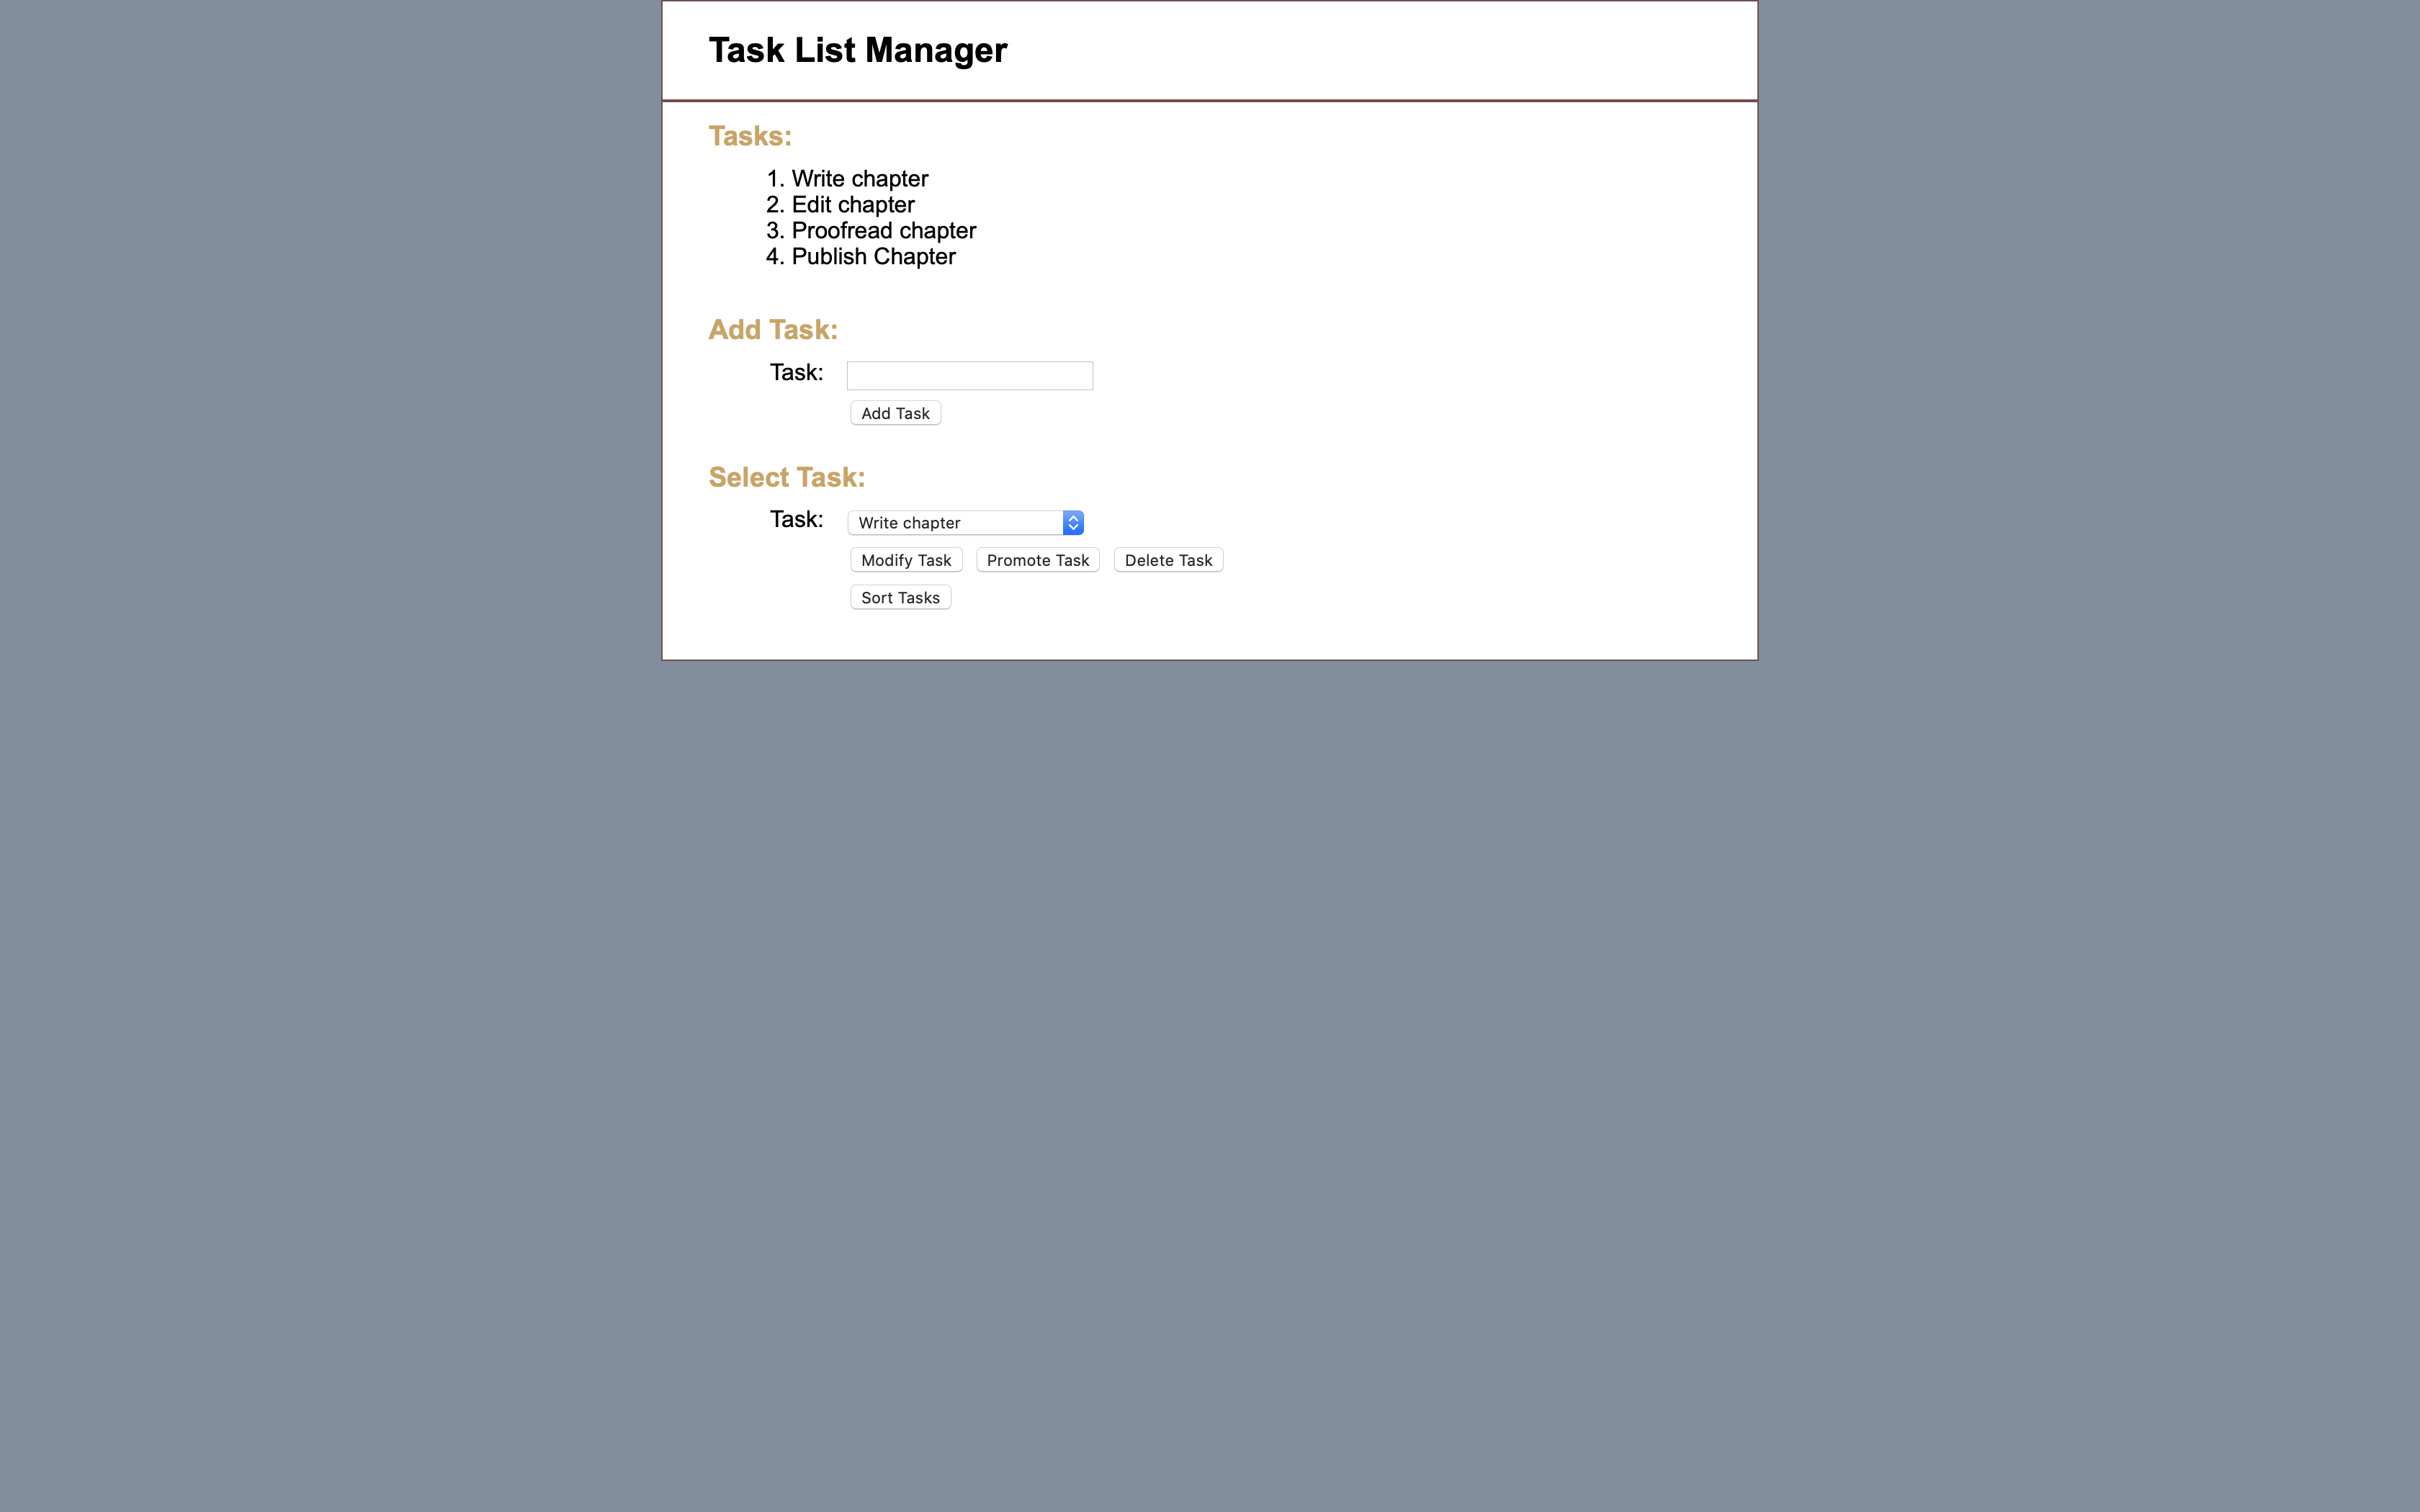 Task List Manager
Tasks:
1. Write chapter
2. Edit chapter
3. Proofread chapter
4. Publish Chapter
Add Task:
Task:
Add Task
Select Task:
Task: Write chapter
Modify Task Promote Task Delete Task
Sort Tasks